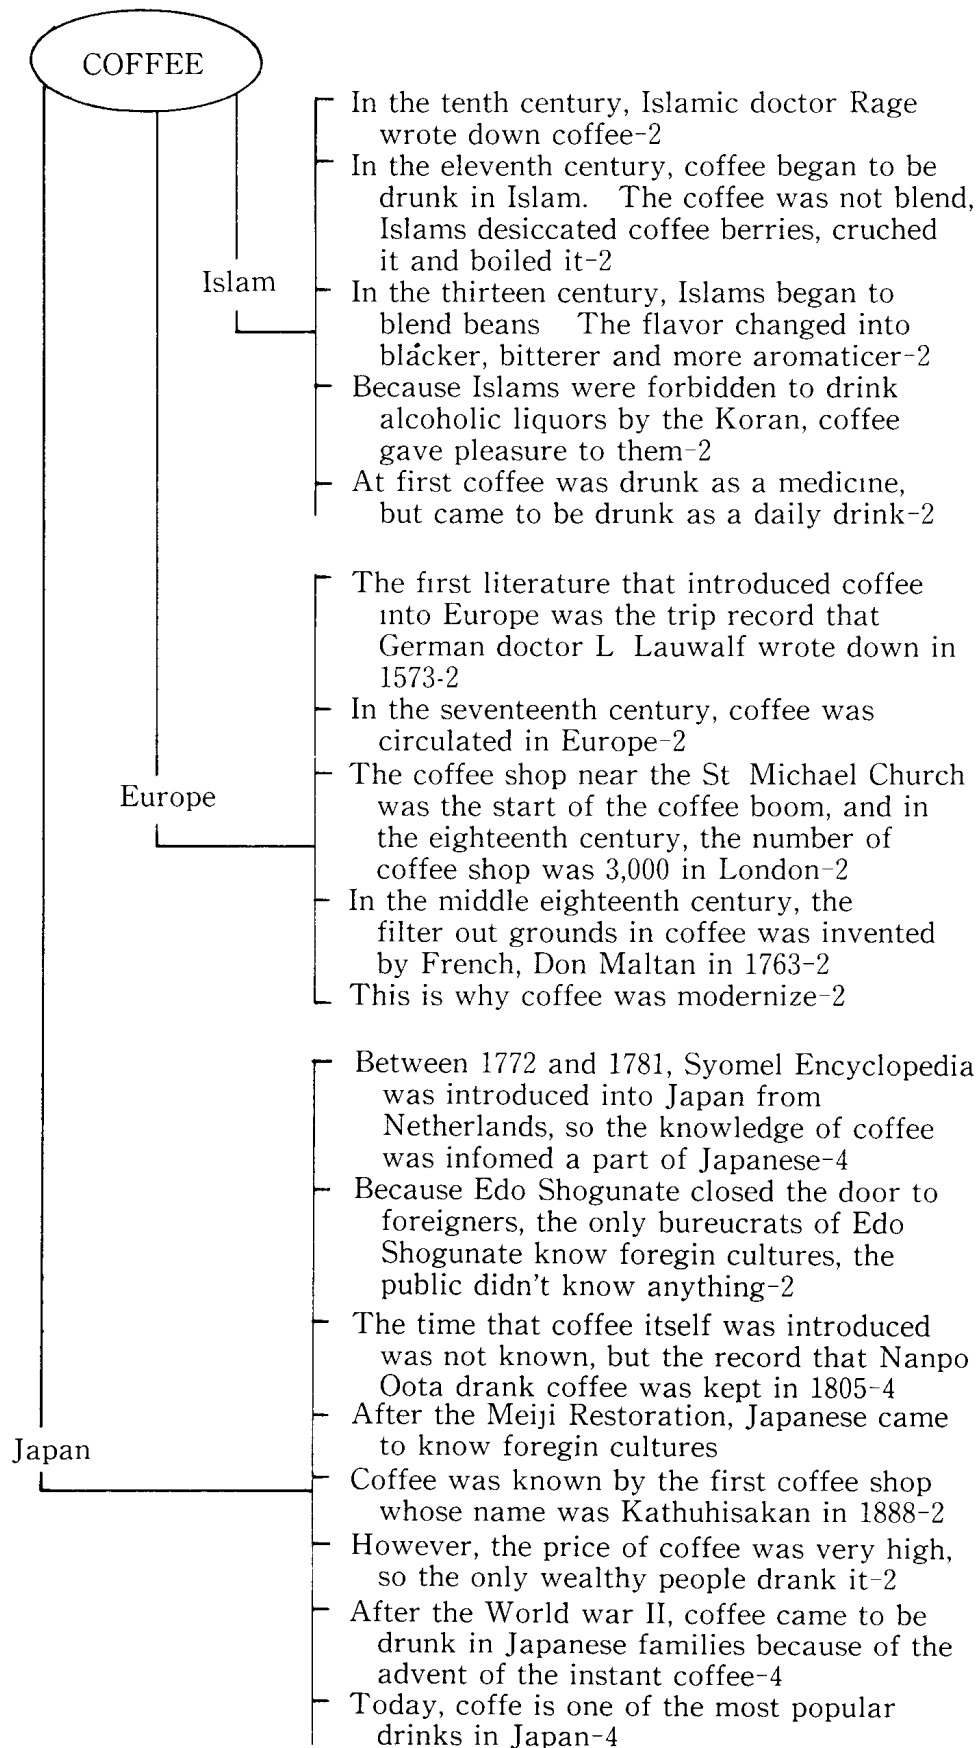 COFFEE
In the tenth century, Islamic doctor Rage
wrote down coffee-2
In the eleventh century, coffee began to be
drunk in Islam. The coffee was not blend,
Islams desiccated coffee berries, cruched
it and boiled it-2
Islam
In the thirteen century, Islams began to
blend beans The flavor changed into
blacker, bitterer and more aromaticer-2
Because Islams were forbidden to drink
alcoholic liquors by the Koran, coffee
gave pleasure to them-2
At first coffee was drunk as a medicine,
but came to be drunk as a daily drink-2
The first literature that introduced coffee
into Europe was the trip record that
German doctor L Lauwalf wrote down in
1573-2
In the seventeenth century, coffee was
circulated in Europe-2
Europe
The coffee shop near the St Michael Church
was the start of the coffee boom, and in
the eighteenth century, the number of
coffee shop was 3,000 in London-2
In the middle eighteenth century, the
filter out grounds in coffee was invented
by French, Don Maltan in 1763-2
This is why coffee was modernize-2
Between 1772 and 1781, Syomel Encyclopedia
was introduced into Japan from
Netherlands, so the knowledge of coffee
was infomed a part of Japanese-4
Because Edo Shogunate closed the door to
foreigners, the only bureucrats of Edo
Shogunate know foregin cultures, the
public didn't know anything-2
The time that coffee itself was introduced
was not known, but the record that Nanpo
Oota drank coffee was kept in 1805-4
After the Meiji Restoration, Japanese came
to know foregin cultures
Japan
Coffee was known by the first coffee shop
whose name was Kathuhisakan in 1888-2
However, the price of coffee was very high,
so the only wealthy people drank it-2
After the World war II, coffee came to be
drunk in Japanese families because of the
advent of the instant coffee-4
Today, coffe is one of the most popular
drinks in Japan-4